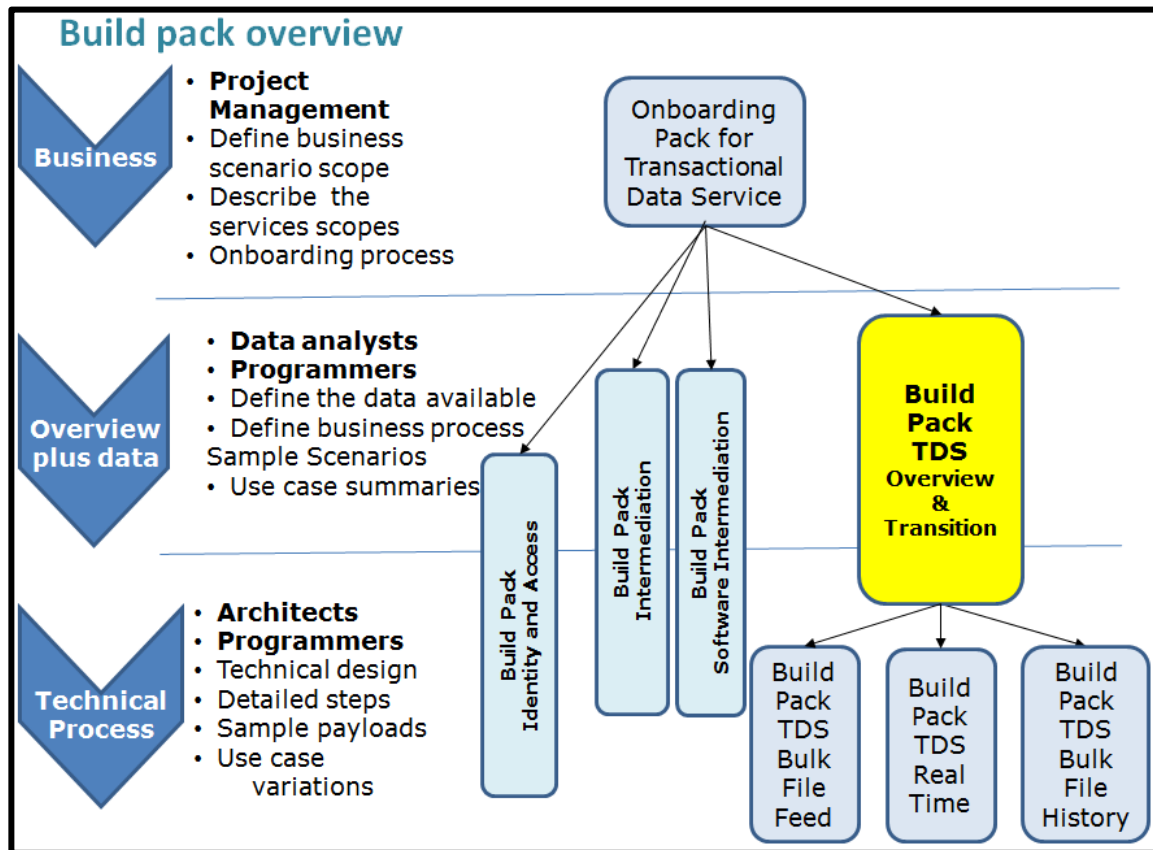 Build pack overview
Business
• Project
Management
• Define business
scenario scope
• Describe the
services scopes
• Onboarding process
Onboarding
Pack for
Transactional
Data Service
Overview
plus data
• Data analysts
• Programmers
• Define the data available
• Define business process
Sample Scenarios
• Use case summaries
Build Pack
Identity and Access
Build Pack
Intermediation
Build Pack
Software Intermediation
Build
Pack
TDS
Overview
&
Transition
Technical
Process
• Architects
• Programmers
• Technical design
• Detailed steps
• Sample payloads
• Use case
variations
Build
Pack
TDS
Bulk
File
Feed
Build
Pack
TDS
Real
Time
Build
Pack
TDS
Bulk
File
History